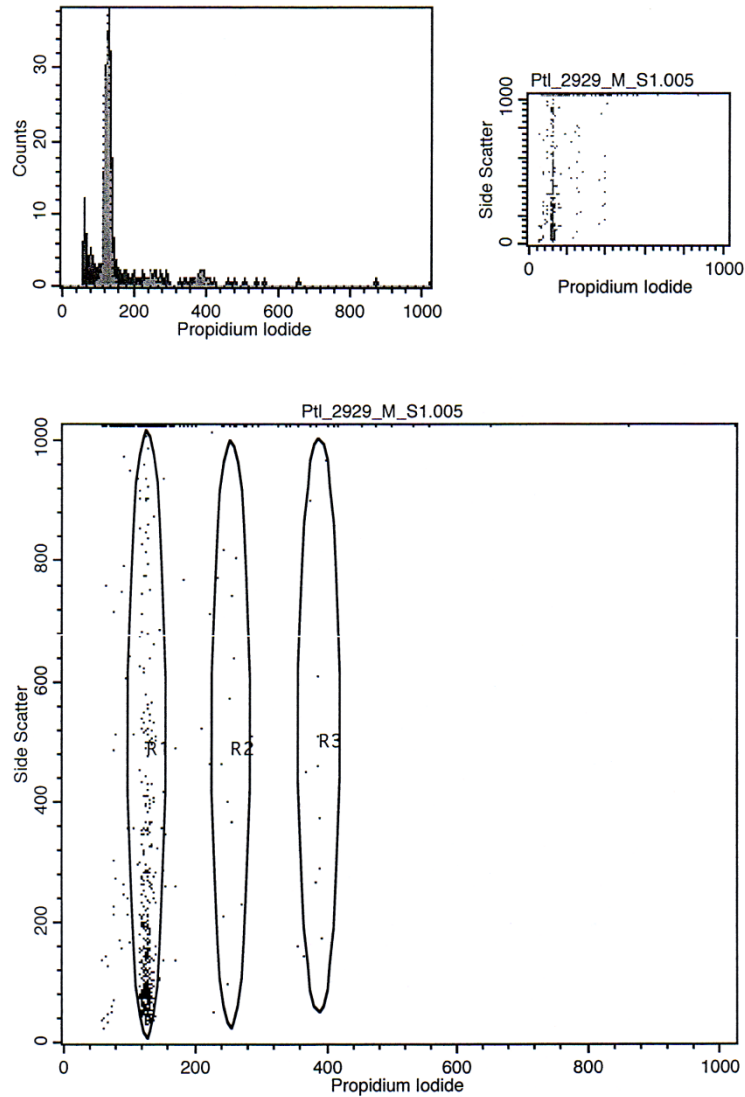 Counts
30
20
10
0
0 200 400 600 800 1000
Propidium Iodide
Ptl_2929_M_S1.005
Side Scatter
1000
0
0 1000
Propidium Iodide
Ptl_2929_M_S1.005
Side Scatter
1000
800
600
400
200
0
R1 R2 R3
0 200 400 600 800 1000
Propidium Iodide